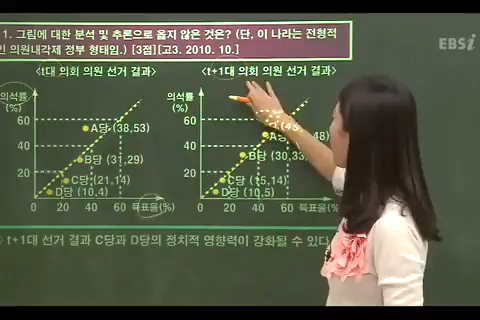 1. 그림에 대한 분석 및 추론으로 옳지 않은 것은? (단, 이 나라는 전형적
인 의원내각제 정부 형태임.) [3점][고3. 2010. 10.]
EBSi
<t대 의회 의원 선거 결과> <t+1대 의회 의원 선거 결과>
의석률 의석률
(%) (%)
60 60
A당 (38,53) (45, 48)
40 40
B당 (31,29) B당 (30,33)
20 20
C당 (21,14) C당 (15,14)
D당 (10,4) D당 (10,5)
0 20 40 60 득표율(%) 0 20 40 60 득표율(%)
t+1대 선거 결과 C당과 D당의 정치적 영향력이 강화될 수 있다